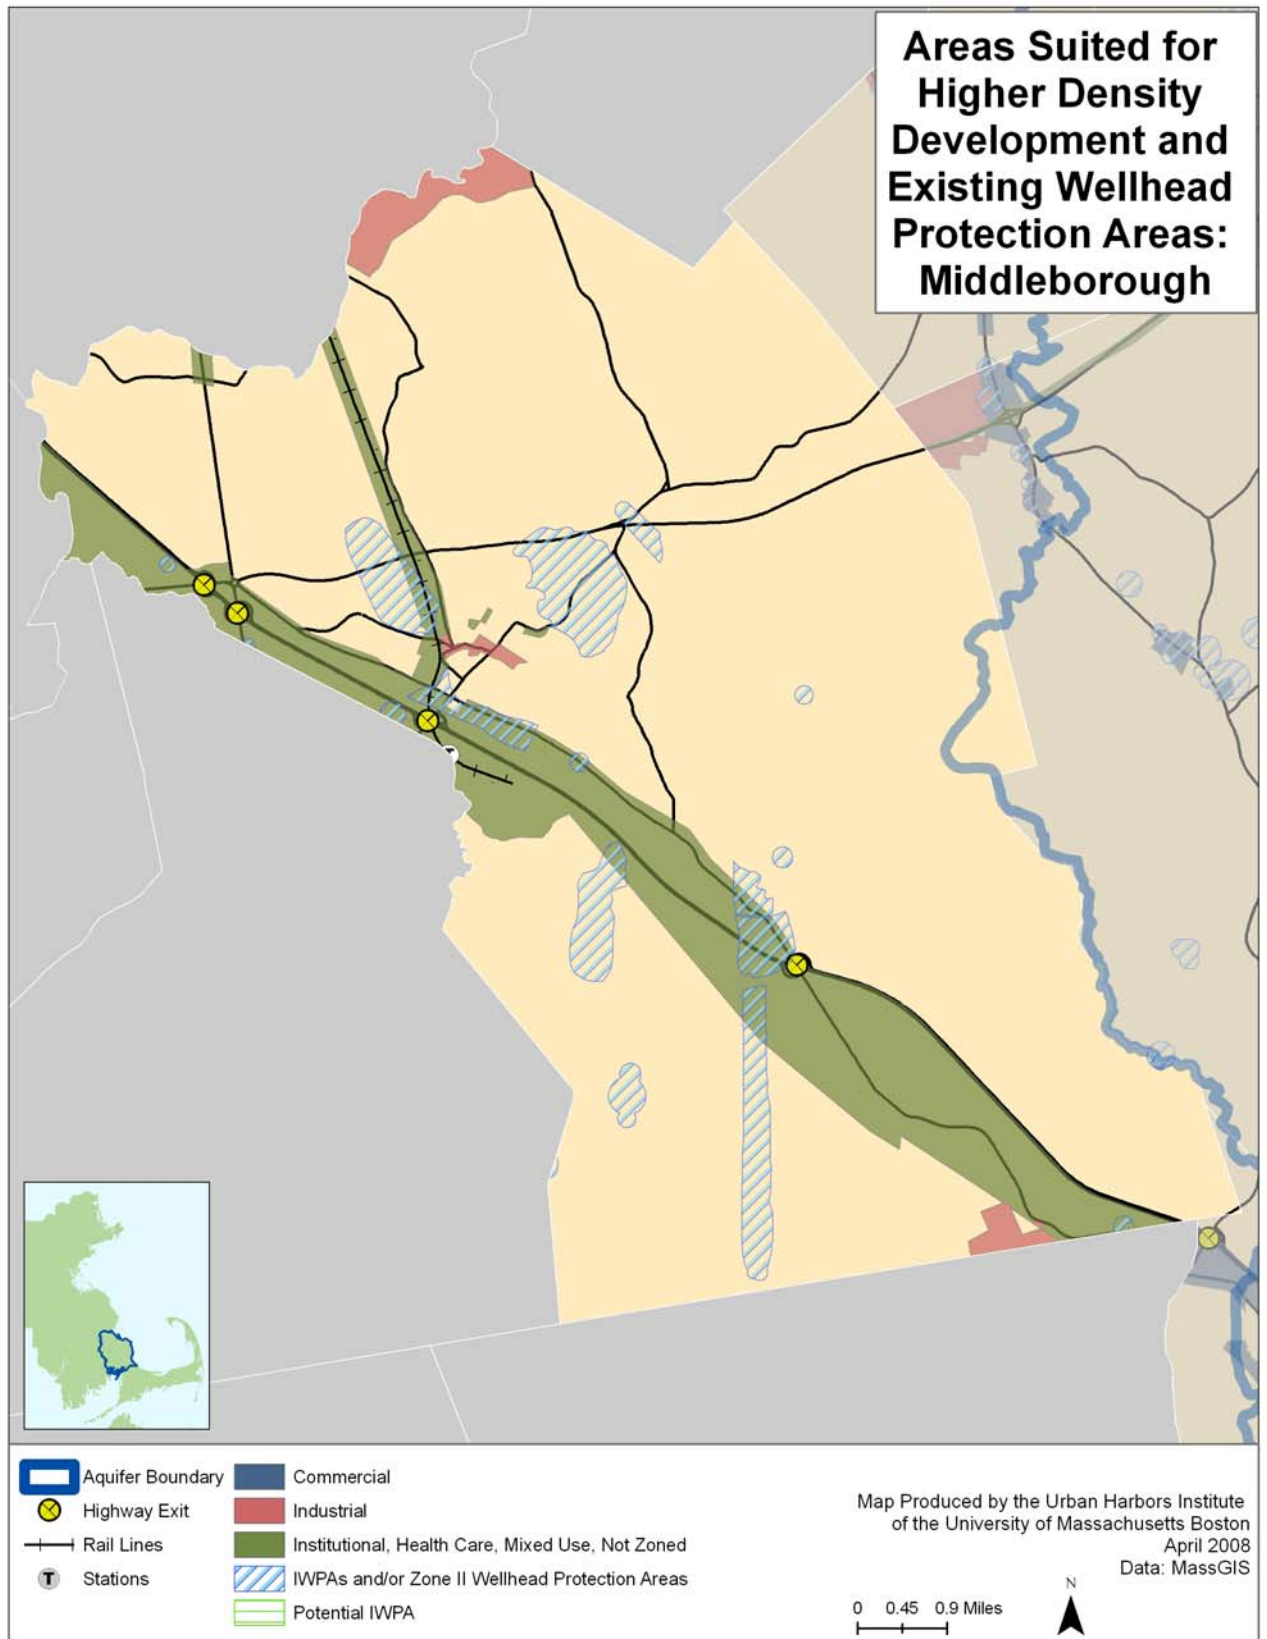 Areas Suited for
Higher Density
Development and
Existing Wellhead
Protection Areas:
Middleborough
Aquifer Boundary
Highway Exit
Rail Lines
T Stations
Commercial
Industrial
Institutional, Health Care, Mixed Use, Not Zoned
IWPAs and/or Zone II Wellhead Protection Areas
Potential IWPA
Map Produced by the Urban Harbors Institute
of the University of Massachusetts Boston
April 2008
Data: MassGIS
0 0.45 0.9 Miles
N